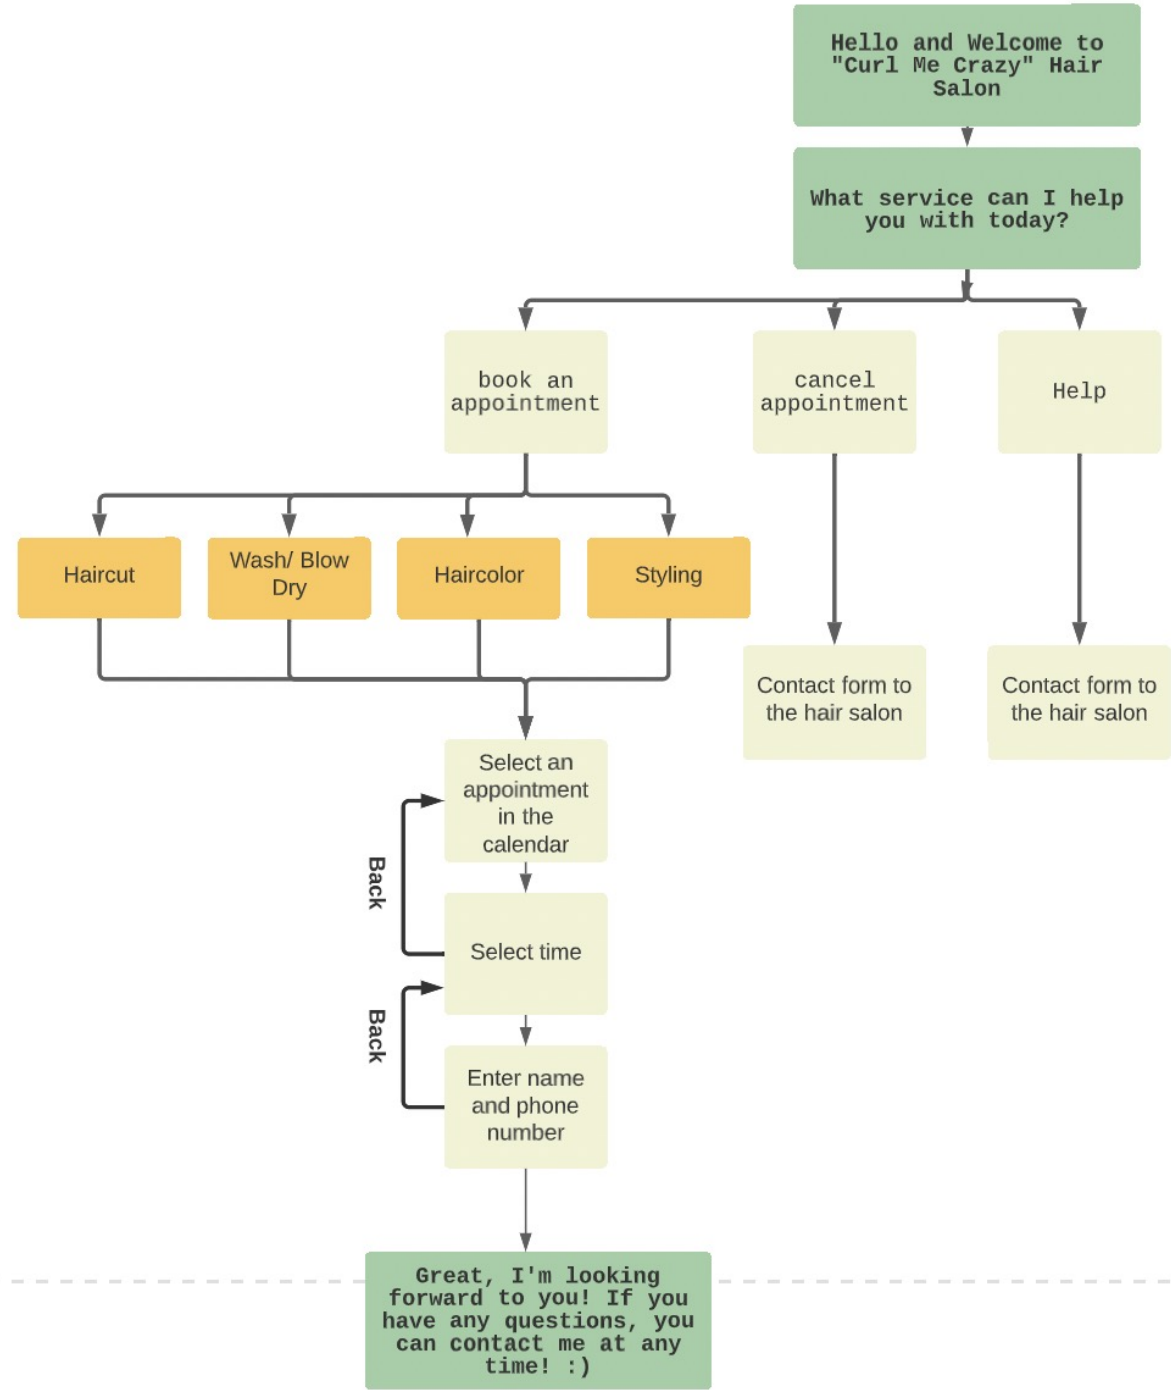 Hello and Welcome to
"Curl Me Crazy" Hair
Salon
What service can I help
you with today?
book an
appointment
cancel
appointment
Help
Haircut
Wash/ Blow
Dry
Haircolor
Styling
Contact form to
the hair salon
Contact form to
the hair salon
Select an
appointment
in the
calendar
Back
Select time
Back
Enter name
and phone
number
Great, I'm looking
forward to you! If you
have any questions, you
can contact me at any
time! :)